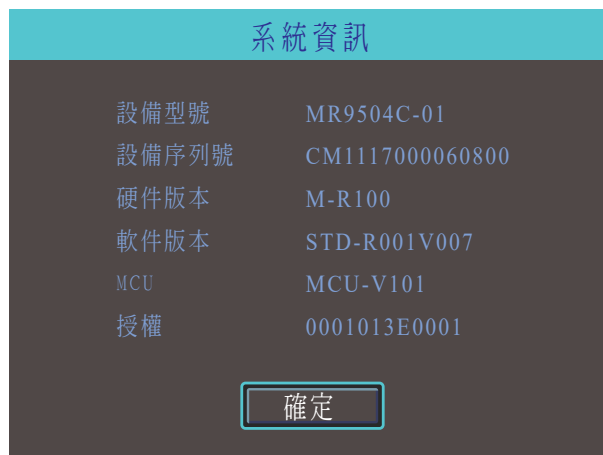 系統資訊
設備型號 MR9504C-01
設備序列號 CM1117000060800
硬件版本 M-R100
軟件版本 STD-R001V007
MCU MCU-V101
授權 0001013E0001
確定